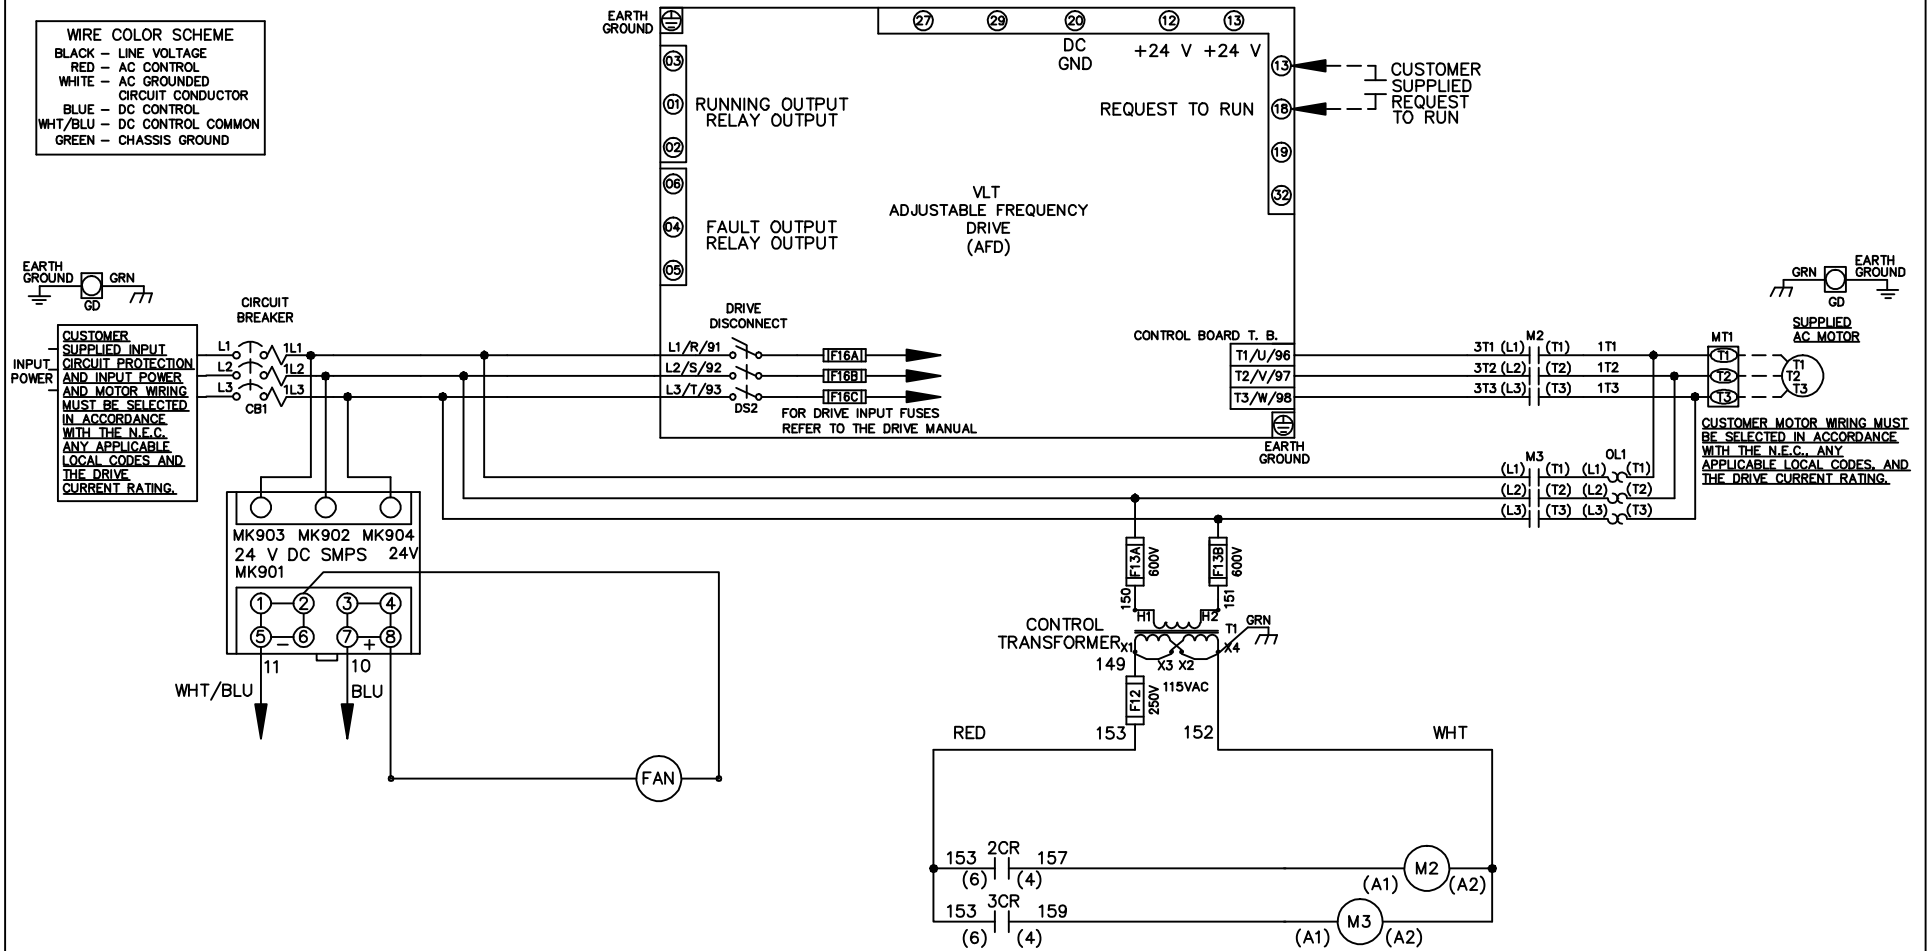 WIRE COLOR SCHEME
BLACK – LINE VOLTAGE
RED – AC CONTROL
WHITE – AC GROUNDED
CIRCUIT CONDUCTOR
BLUE – DC CONTROL
WHT/BLU – DC CONTROL COMMON
GREEN – CHASSIS GROUND
EARTH
GROUND
27
29
20
12
13
DC
GND
+24 V
+24 V
03
01
02
RUNNING OUTPUT
RELAY OUTPUT
06
04
05
FAULT OUTPUT
RELAY OUTPUT
VLT
ADJUSTABLE FREQUENCY
DRIVE
(AFD)
REQUEST TO RUN
13
18
19
32
CUSTOMER
SUPPLIED
REQUEST
TO RUN
EARTH
GROUND
GRN
GD
CIRCUIT
BREAKER
INPUT
POWER
CUSTOMER
SUPPLIED INPUT
CIRCUIT PROTECTION
AND INPUT POWER
AND MOTOR WIRING
MUST BE SELECTED
IN ACCORDANCE
WITH THE N.E.C.
ANY APPLICABLE
LOCAL CODES AND
THE DRIVE
CURRENT RATING.
L1
L2
L3
1L1
1L2
1L3
CB1
DRIVE
DISCONNECT
L1/R/91
L2/S/92
L3/T/93
DS2
F16A
F16B
F16C
FOR DRIVE INPUT FUSES
REFER TO THE DRIVE MANUAL
CONTROL BOARD T. B.
T1/U/96
T2/V/97
T3/W/98
EARTH
GROUND
M2
3T1 (L1) (T1) 1T1
3T2 (L2) (T2) 1T2
3T3 (L3) (T3) 1T3
GRN
GD
EARTH
GROUND
SUPPLIED
AC MOTOR
MT1
T1
T2
T3
T1
T2
T3
CUSTOMER MOTOR WIRING MUST
BE SELECTED IN ACCORDANCE
WITH THE N.E.C., ANY
APPLICABLE LOCAL CODES, AND
THE DRIVE CURRENT RATING.
M3
OL1
(L1) (T1) (L1) (T1)
(L2) (T2) (L2) (T2)
(L3) (T3) (L3) (T3)
MK903 MK902 MK904
24 V DC SMPS 24V
MK901
1 2 3 4
5 – 6 7 + 8
11
10
WHT/BLU
BLU
FAN
F13A
600V
F13B
600V
150
151
H1
H2
CONTROL
TRANSFORMER
T1
GRN
X1
X3 X2
X4
149
F12
250V
115VAC
153
152
RED
WHT
153 2CR 157
(6) (4)
M2
(A1) (A2)
153 3CR 159
(6) (4)
M3
(A1) (A2)